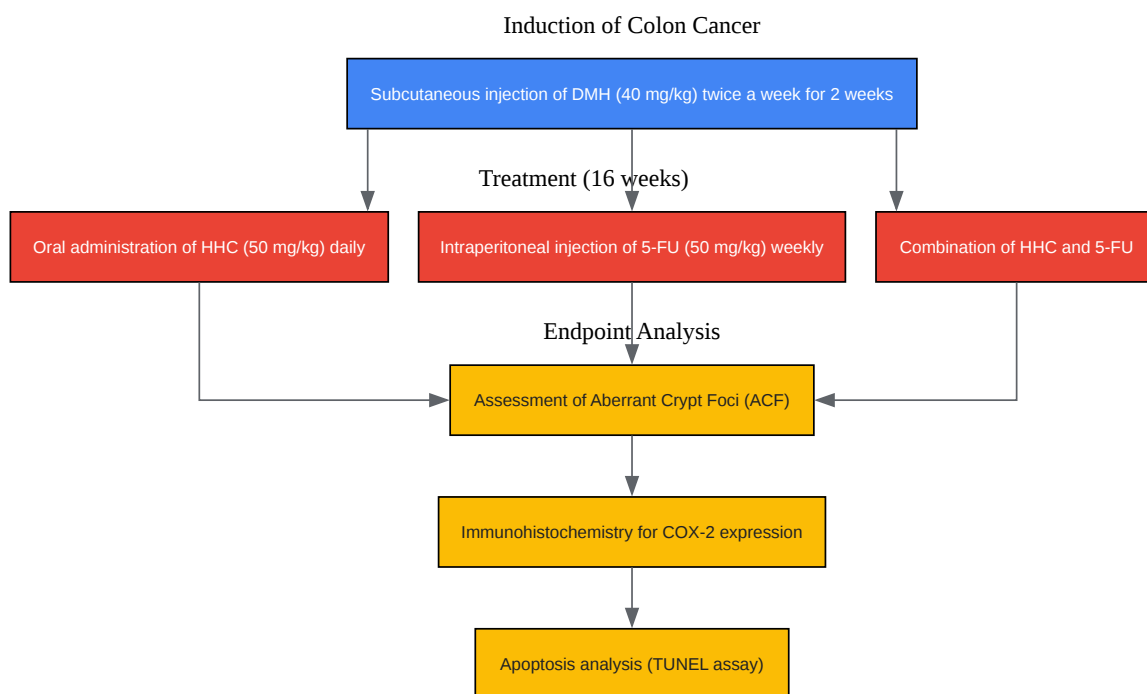 Induction of Colon Cancer
Subcutaneous injection of DMH (40 mg/kg) twice a week for 2 weeks
Treatment (16 weeks)
Oral administration of HHC (50 mg/kg) daily
Intraperitoneal injection of 5-FU (50 mg/kg) weekly
Combination of HHC and 5-FU
Endpoint Analysis
Assessment of Aberrant Crypt Foci (ACF)
Immunohistochemistry for COX-2 expression
Apoptosis analysis (TUNEL assay)